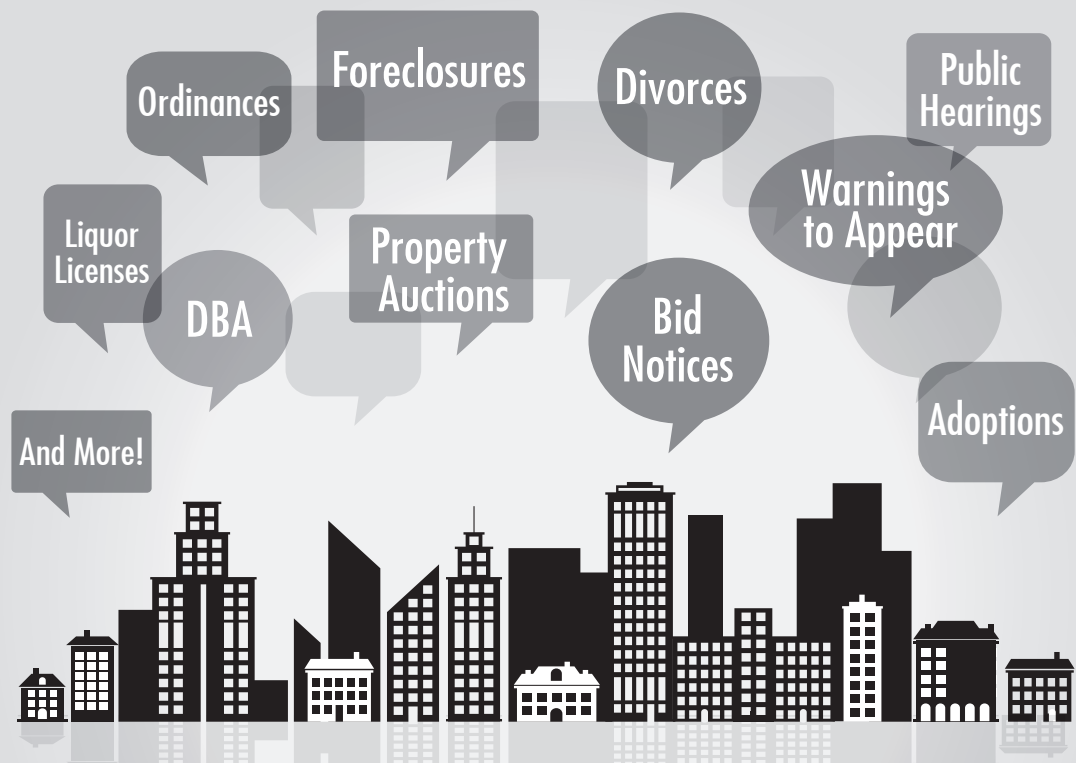 Ordinances
Foreclosures
Divorces
Public
Hearings
Liquor
Licenses
DBA
Property
Auctions
Bid
Notices
Warnings
to Appear
And More!
Adoptions